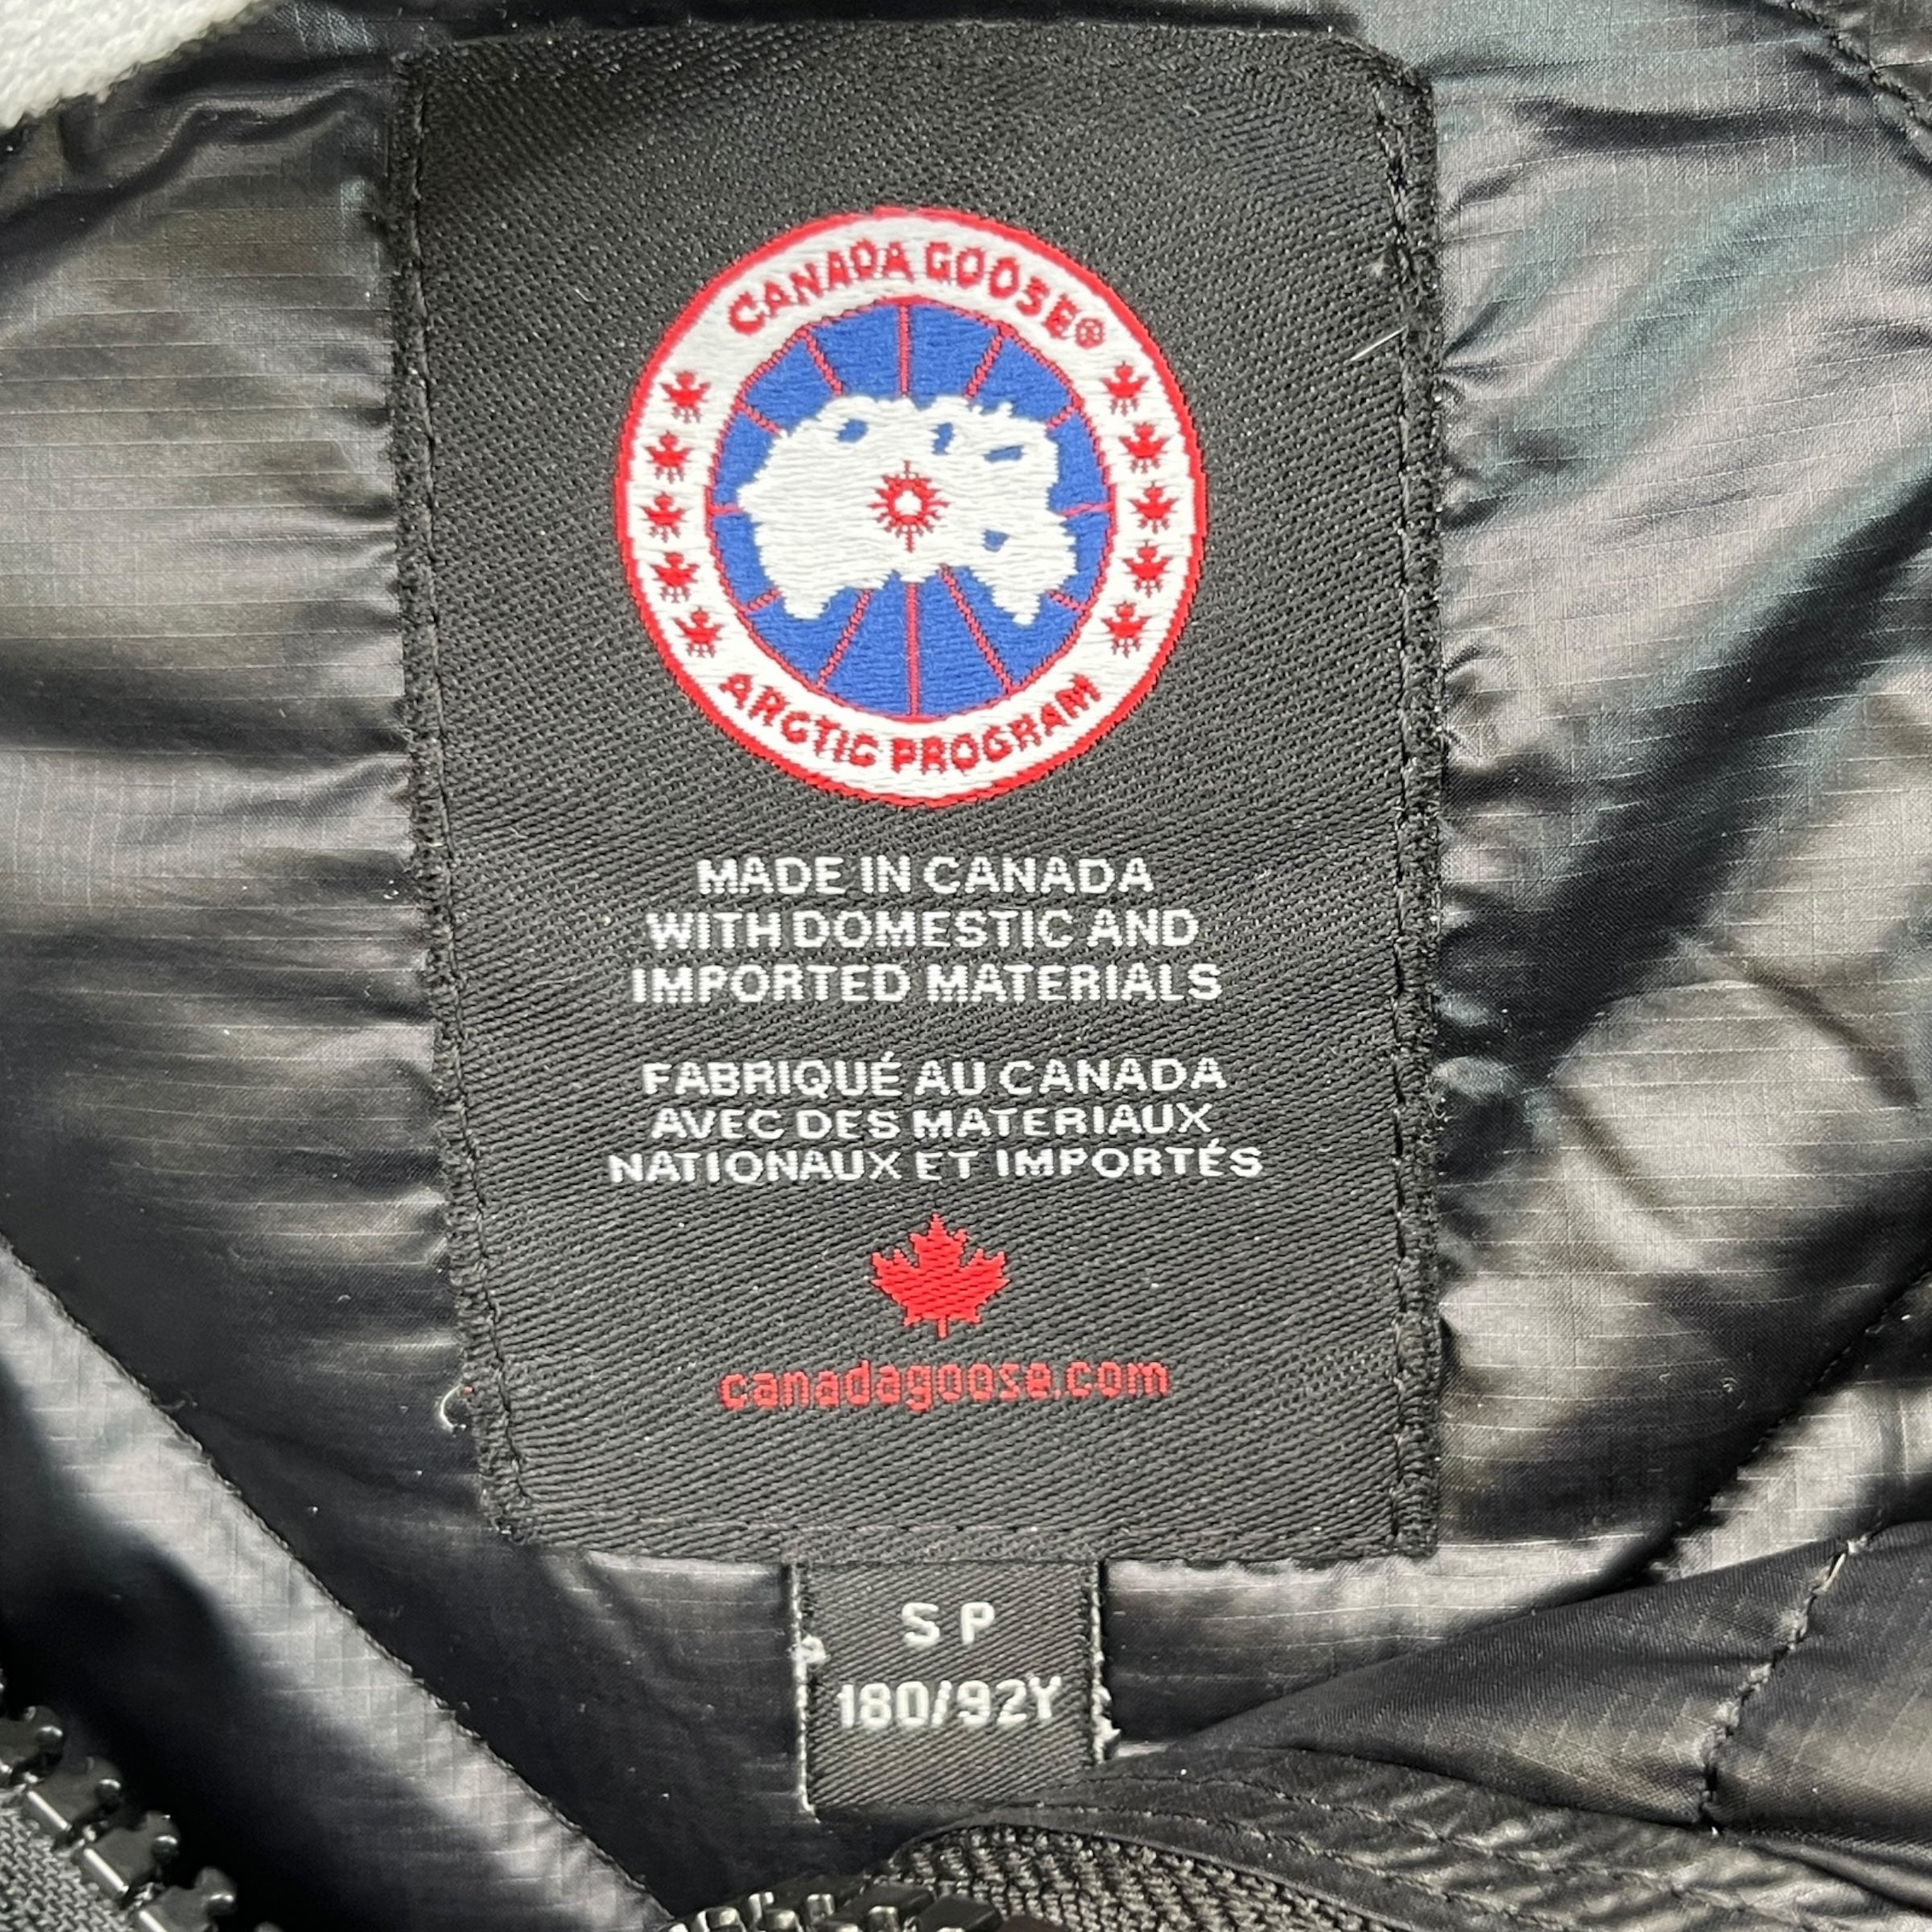 CANADA GOOSE®
ARCTIC PROGRAM
MADE IN CANADA
WITH DOMESTIC AND
IMPORTED MATERIALS
FABRIQUÉ AU CANADA
AVEC DES MATERIAUX
NATIONAUX ET IMPORTÉS
canadagoose.com
S P
180/92Y